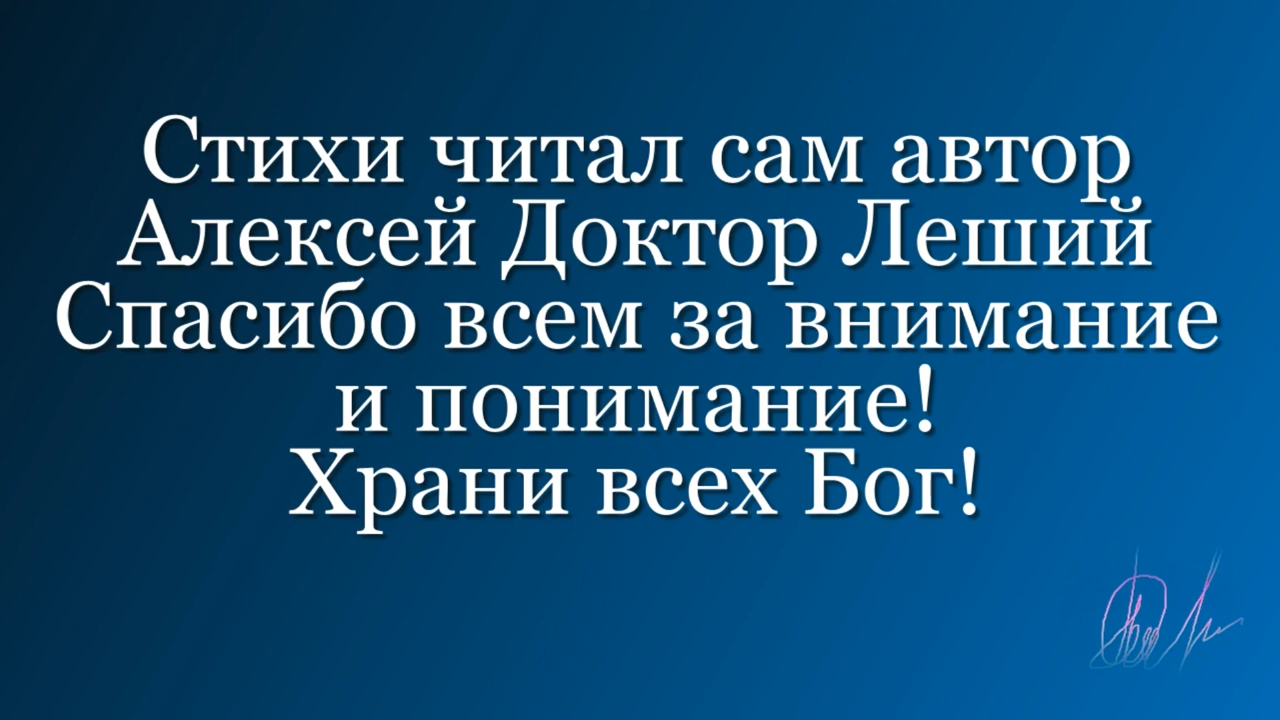 Стихи читал сам автор
Алексей Доктор Леший
Спасибо всем за внимание
и понимание!
Храни всех Бог!